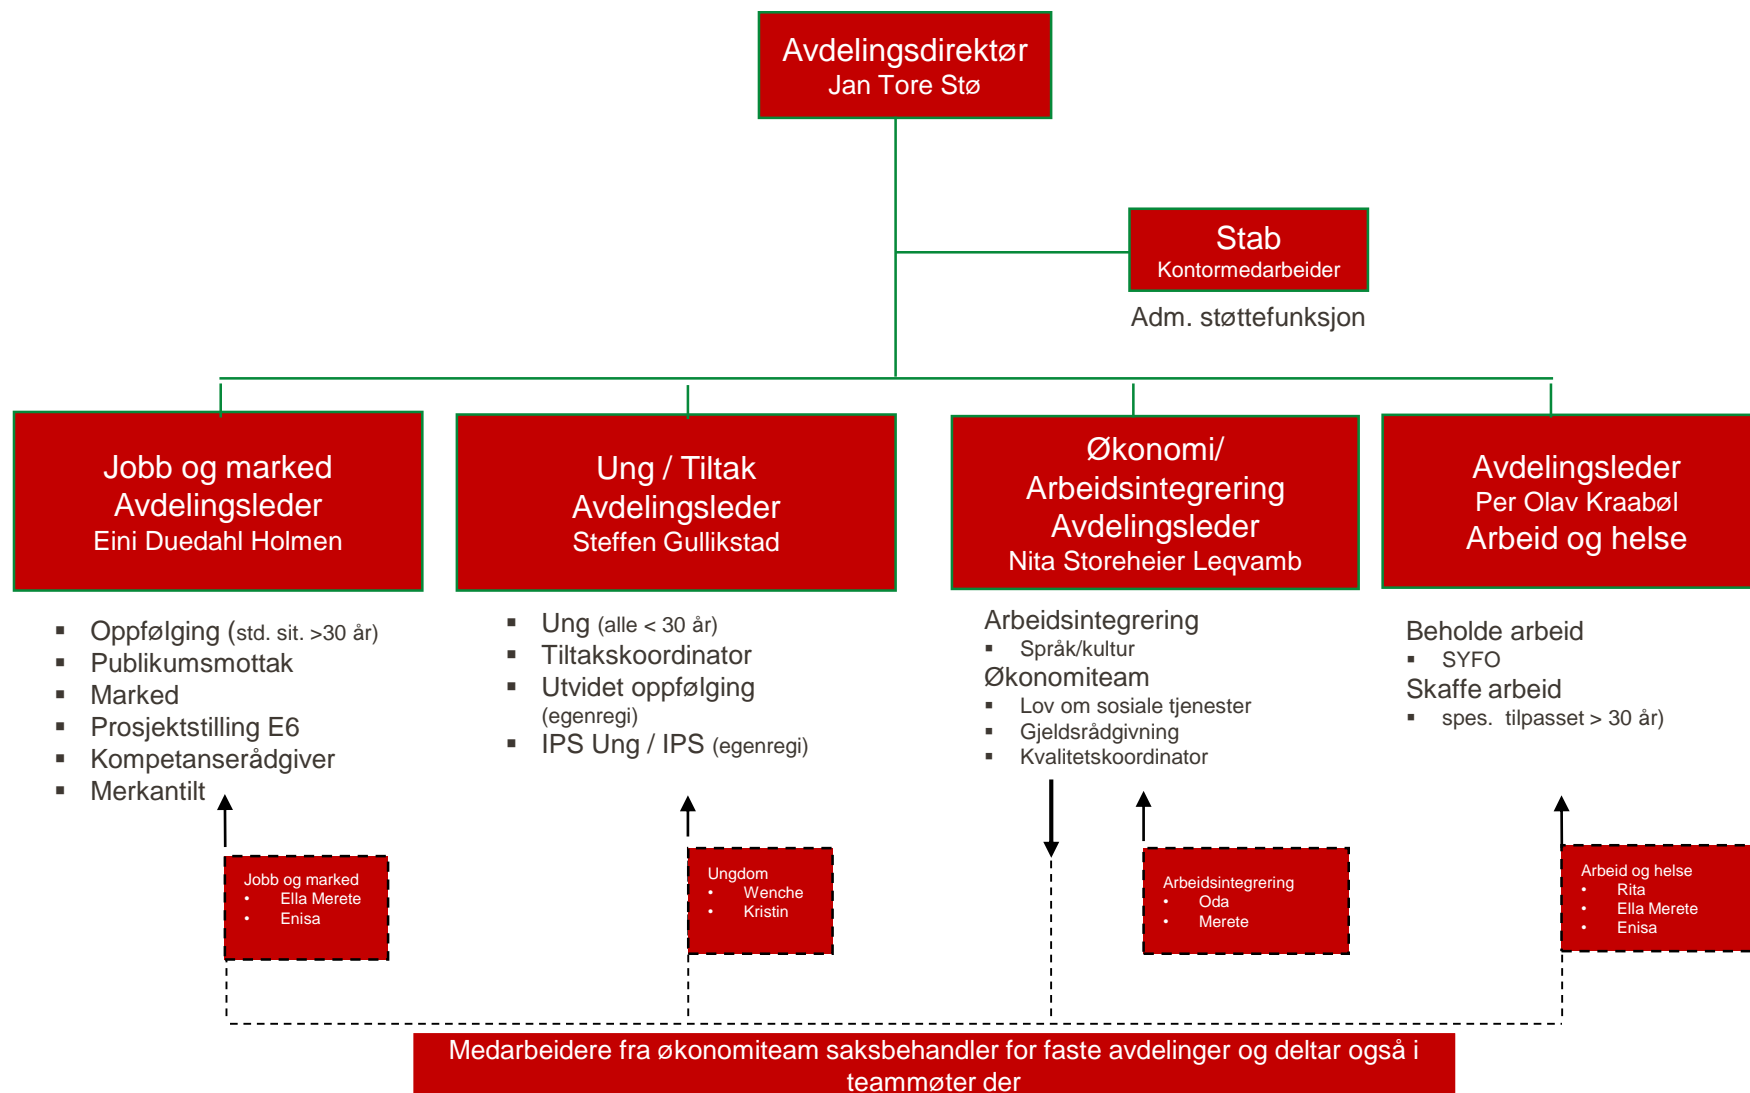 Avdelingsdirektør
Jan Tore Stø
Stab
Kontormedarbeider
Adm. støttefunksjon
Jobb og marked
Avdelingsleder
Eini Duedahl Holmen
Ung / Tiltak
Avdelingsleder
Steffen Gullikstad
Økonomi/
Arbeidsintegrering
Avdelingsleder
Nita Storeheier Leqvamb
Avdelingsleder
Per Olav Kraabøl
Arbeid og helse
▪ Oppfølging (std. sit. >30 år)
▪ Publikumsmottak
▪ Marked
▪ Prosjektstilling E6
▪ Kompetanserådgiver
▪ Merkantilt
▪ Ung (alle < 30 år)
▪ Tiltakskoordinator
▪ Utvidet oppfølging
(egenregi)
▪ IPS Ung / IPS (egenregi)
Arbeidsintegrering
▪ Språk/kultur
Økonomiteam
▪ Lov om sosiale tjenester
▪ Gjeldsrådgivning
▪ Kvalitetskoordinator
Beholde arbeid
▪ SYFO
Skaffe arbeid
▪ spes. tilpasset > 30 år)
Jobb og marked
• Ella Merete
• Enisa
Ungdom
• Wenche
• Kristin
Arbeidsintegrering
• Oda
• Merete
Arbeid og helse
• Rita
• Ella Merete
• Enisa
Medarbeidere fra økonomiteam saksbehandler for faste avdelinger og deltar også i
teammøter der